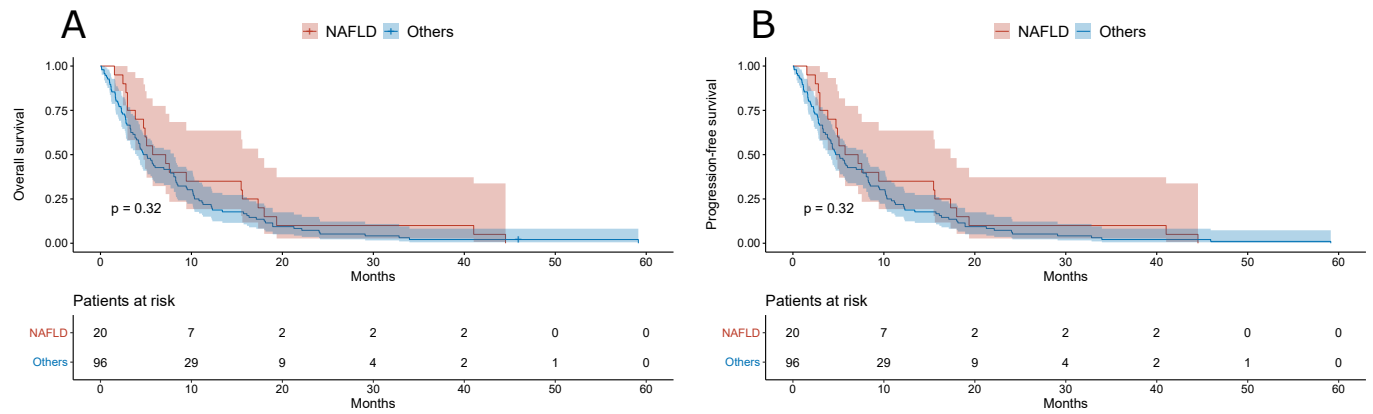 A
NAFLD Others
Overall survival
1.00
0.75
0.50
0.25
0.00
p = 0.32
0 10 20 30 40 50 60
Months
Patients at risk
NAFLD 20 7 2 2 2 0 0
Others 96 29 9 4 2 1 0
0 10 20 30 40 50 60
Months
B
NAFLD Others
Progression-free survival
1.00
0.75
0.50
0.25
0.00
p = 0.32
0 10 20 30 40 50 60
Months
Patients at risk
NAFLD 20 7 2 2 2 0 0
Others 96 29 9 4 2 1 0
0 10 20 30 40 50 60
Months